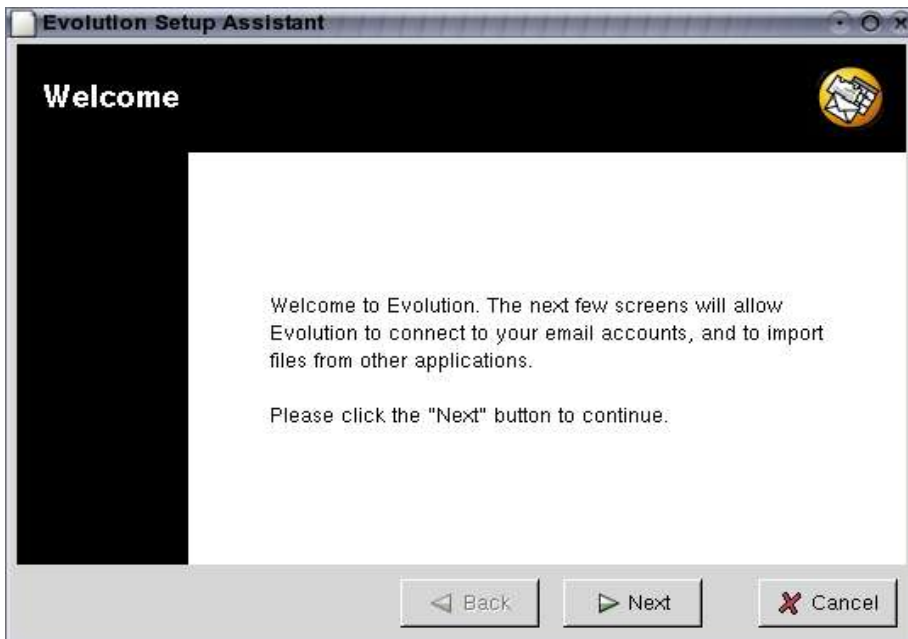 Evolution Setup Assistant
Welcome
Welcome to Evolution. The next few screens will allow
Evolution to connect to your email accounts, and to import
files from other applications.
Please click the "Next" button to continue.
Back
Next
Cancel